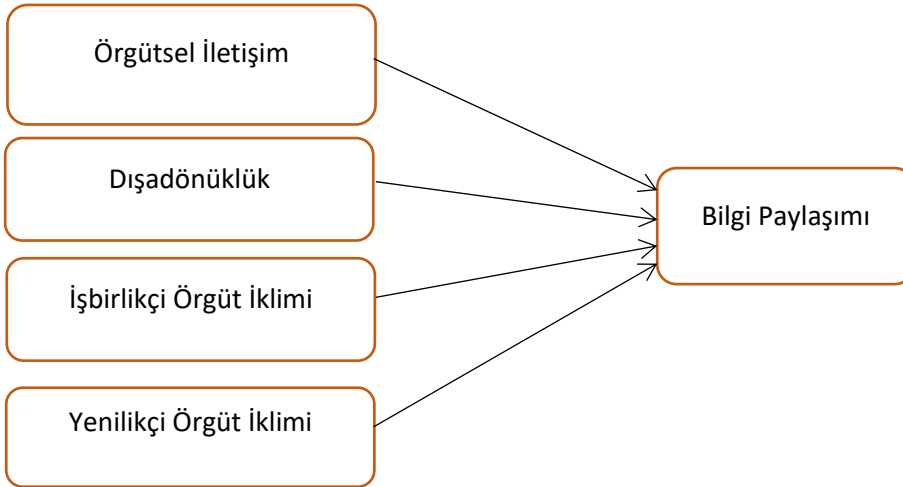 Örgütsel İletişim
Dışadönüklük
Bilgi Paylaşımı
İşbirlikçi Örgüt İklimi
Yenilikçi Örgüt İklimi